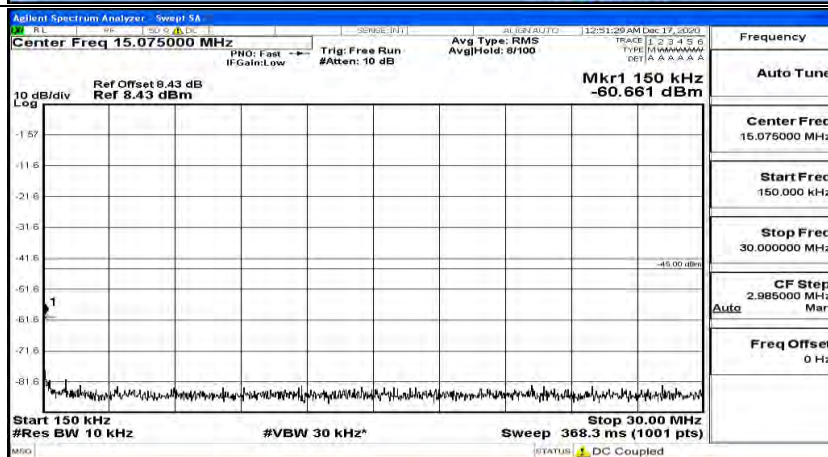 Agilent Spectrum Analyzer - Swept SA
RL RF 50 Ω DC SENSE:INT ALIGN AUTO 12:51:29 AM Dec 17, 2020
Center Freq 15.075000 MHz
PNO: Fast
IFGain:Low
Trig: Free Run
#Atten: 10 dB
Avg Type: RMS
Avg|Hold: 8/100
TRACE 1 2 3 4 5 6
TYPE MWWWWW
DET A A A A A A
Ref Offset 8.43 dB
10 dB/div Ref 8.43 dBm
Log
Mkr1 150 kHz
-60.661 dBm
-1.57
-11.6
-21.6
-31.6
-41.6
-45.00 dBm
-51.6
1
-61.6
-71.6
-81.6
Start 150 kHz
Stop 30.00 MHz
#Res BW 10 kHz
#VBW 30 kHz*
Sweep 368.3 ms (1001 pts)
MSG
STATUS DC Coupled
Frequency
Auto Tune
Center Freq
15.075000 MHz
Start Freq
150.000 kHz
Stop Freq
30.000000 MHz
CF Step
2.985000 MHz
Auto Man
Freq Offset
0 Hz